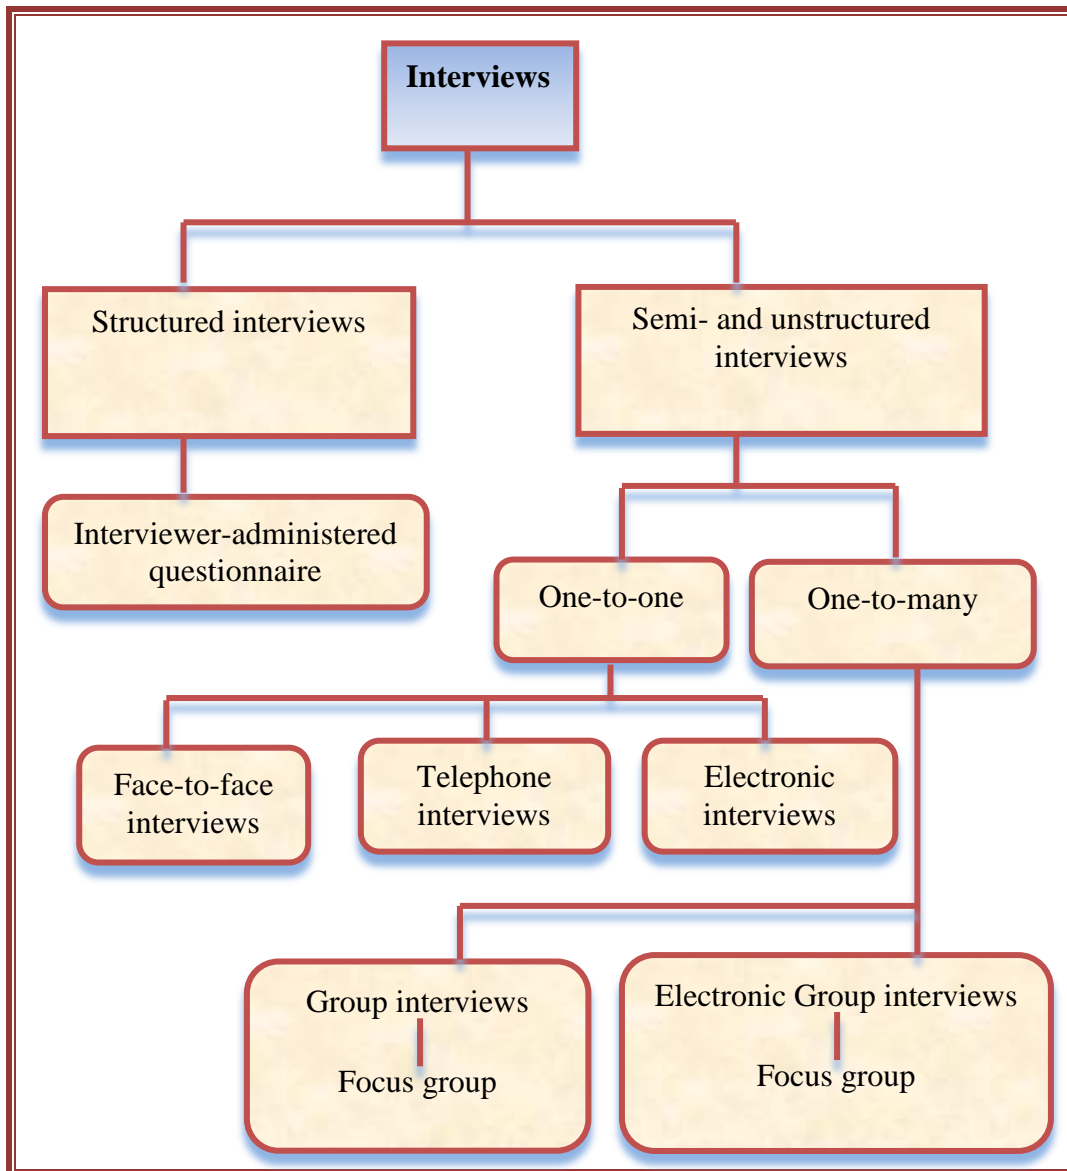 Interviews
Structured interviews
Semi- and unstructured
interviews
Interviewer-administered
questionnaire
One-to-one
One-to-many
Face-to-face
interviews
Telephone
interviews
Electronic
interviews
Group interviews
Focus group
Electronic Group interviews
Focus group